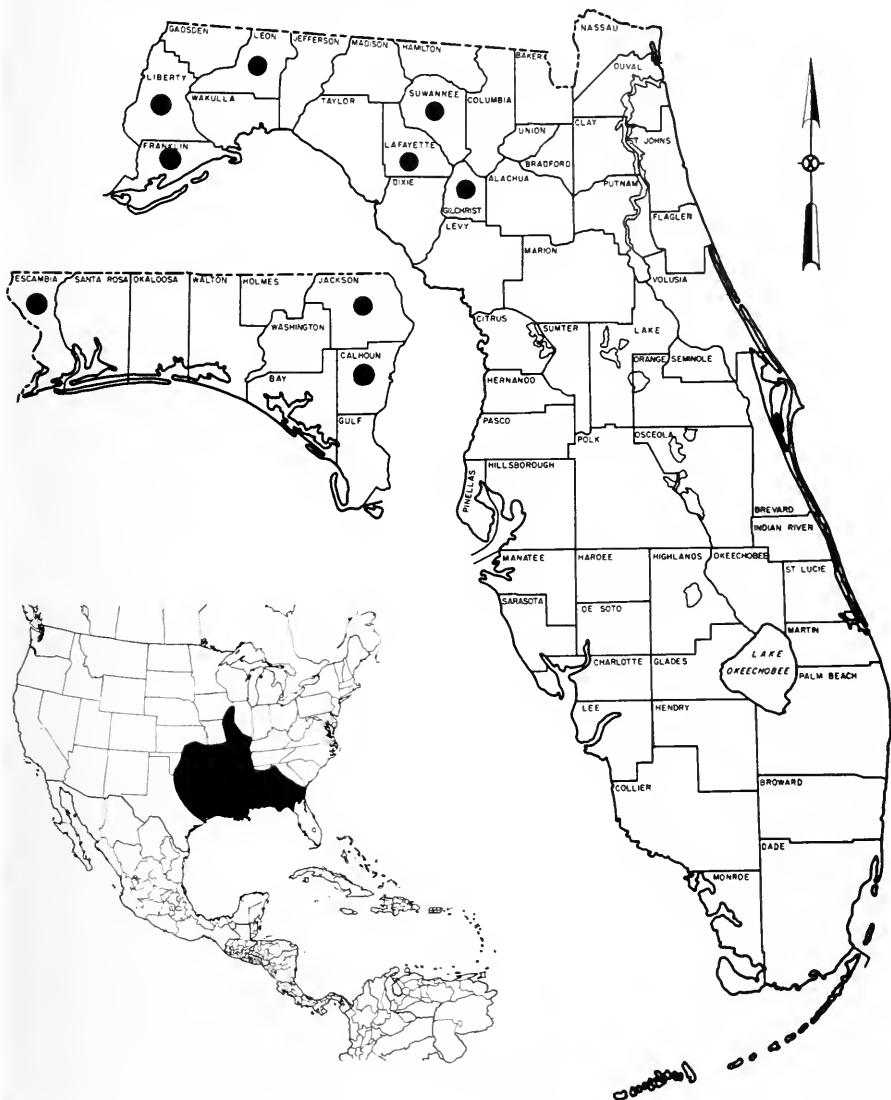 NASSAU
GADSDEN
LEON
JEFFERSON
MADISON
HAMILTON
BAKER
DUVAL
LIBERTY
WAKULLA
TAYLOR
SUWANNEE
COLUMBIA
UNION
CLAY
ST JOHNS
FRANKLIN
LAFAYETTE
BRADFORD
DIXIE
ALACHUA
PUTNAM
GILCHRIST
FLAGLER
LEVY
MARION
VOLUSIA
ESCAMBIA
SANTA ROSA
OKALOOSA
WALTON
HOLMES
JACKSON
WASHINGTON
CALHOUN
BAY
GULF
CITRUS
SUMTER
LAKE
ORANGE
SEMINOLE
HERNANDO
PASCO
POLK
OSCEOLA
HILLSBOROUGH
PINELLAS
BREVARD
INDIAN RIVER
MANATEE
HARDEE
HIGHLANDS
OKEECHOBEE
ST LUCIE
SARASOTA
DE SOTO
MARTIN
CHARLOTTE
GLADES
LAKE
OKEECHOBEE
PALM BEACH
LEE
HENDRY
COLLIER
BROWARD
DADE
MONROE